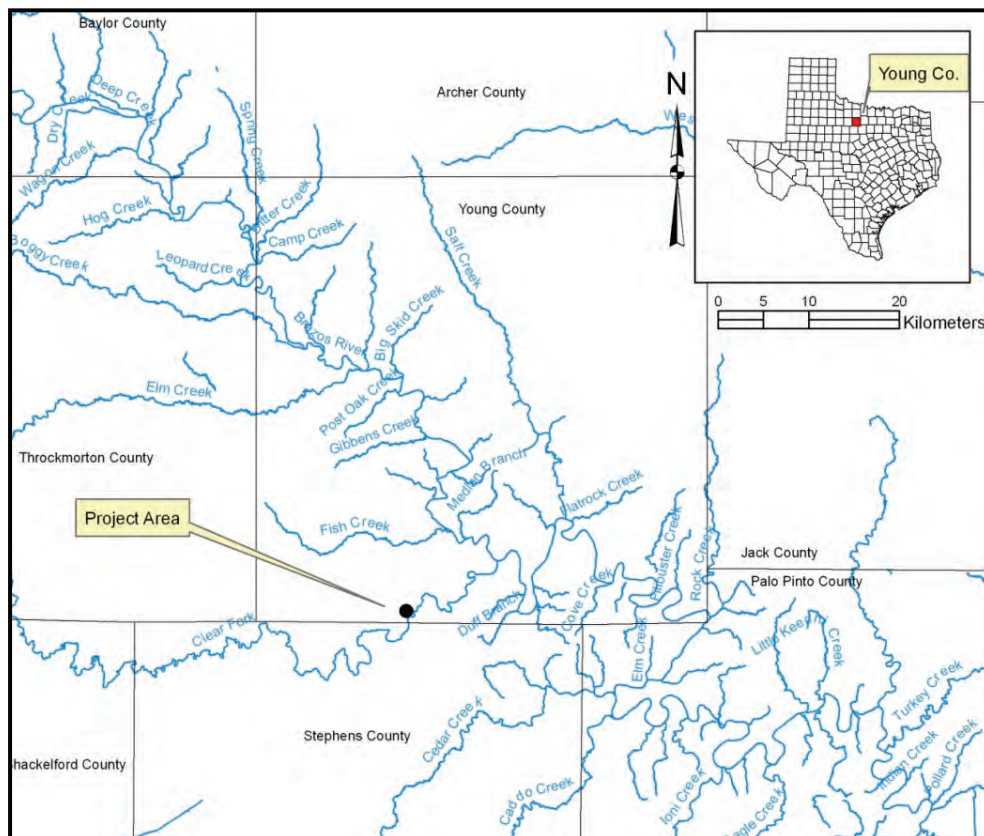 Baylor County
Deep Creek
Dry Creek
Wagon Creek
Spring Creek
Archer County
N
Young Co.
Hog Creek
Bitter Creek
Camp Creek
Young County
Boggy Creek
Leopard Creek
Salt Creek
0 5 10 20
Kilometers
Brazos River
Big Skid Creek
Elm Creek
Post Oak Creek
Gibbens Creek
Throckmorton County
Median Branch
Flatrock Creek
Project Area
Fish Creek
Filibuster Creek
Rock Creek
Jack County
Palo Pinto County
Duff Branch
Cove Creek
Clear Fork
Elm Creek
Little Keechi
Creek
Turkey Creek
Cedar Creek
Stephens County
Shackelford County
Caddo Creek
Ioni Creek
Eagle Creek
Indian Creek
Pollard Creek